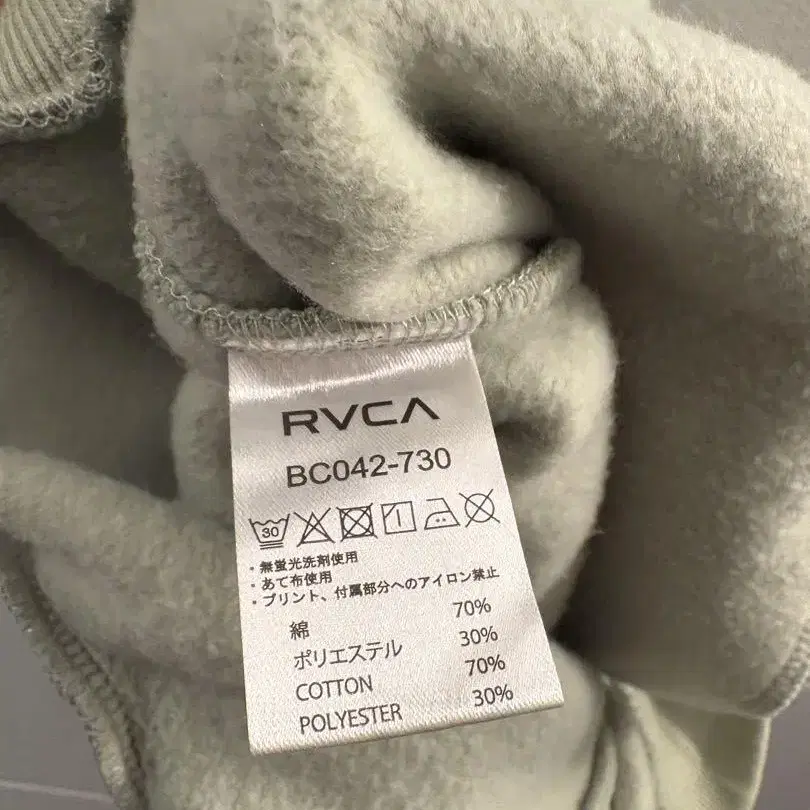 RVCA
BC042-730
30
・無蛍光洗剤使用
・あて布使用
・プリント、付属部分へのアイロン禁止
綿 70%
ポリエステル 30%
COTTON 70%
POLYESTER 30%